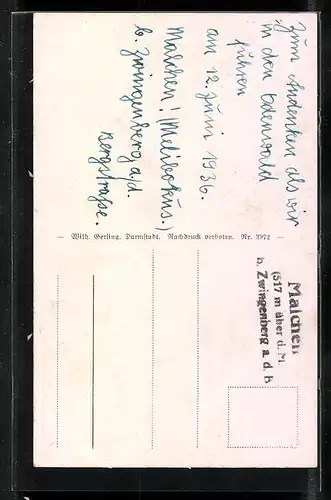 Zum Andenken als wir
in den Odenwald
fuhren
am 12. Juni 1936.
Malchen! (Melibokus.)
b. Zwingenberg a/d.
Bergstraße.
— Wilh. Gerling, Darmstadt. Nachdruck verboten. Nr. 3972 —
Malchen
(517 m über d. M.
b. Zwingenberg a. d. B